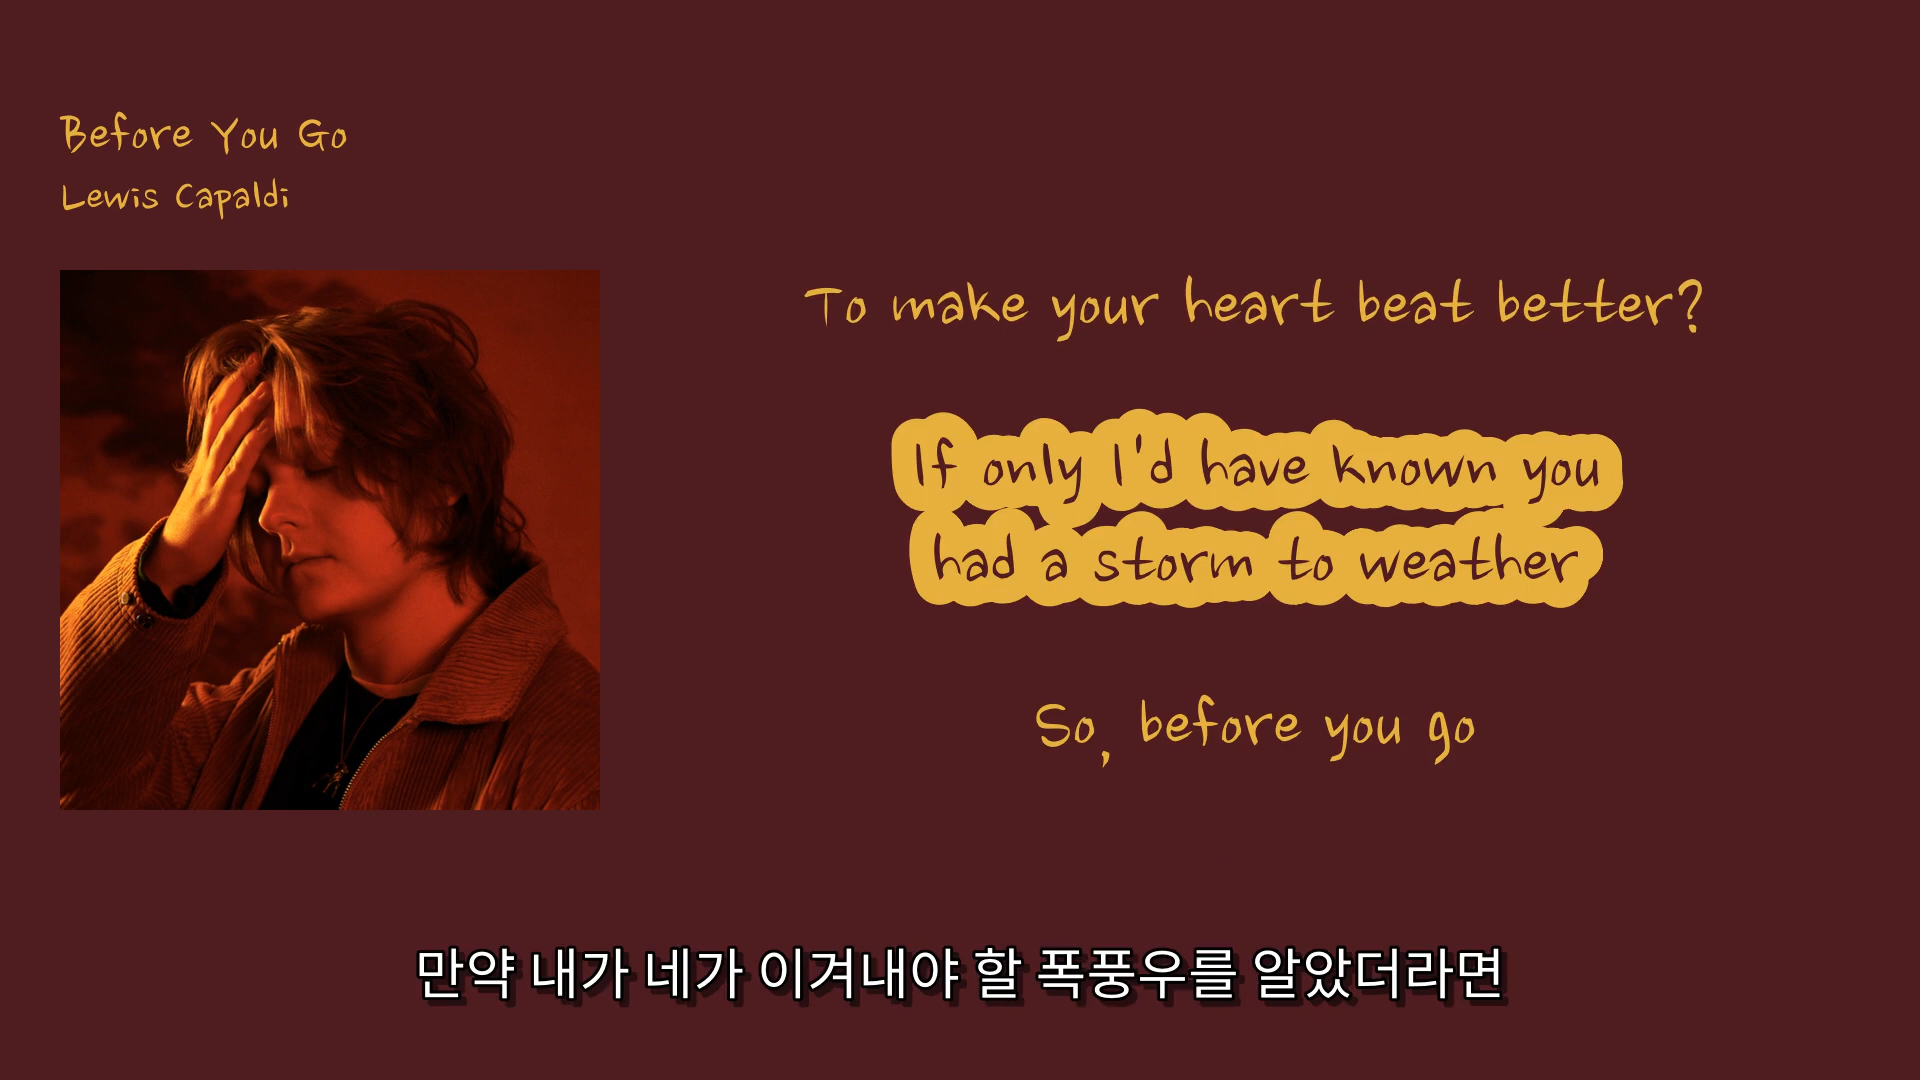 Before You Go
Lewis Capaldi
To make your heart beat better?
If only I'd have known you
had a storm to weather
So, before you go
만약 내가 네가 이겨내야 할 폭풍우를 알았더라면